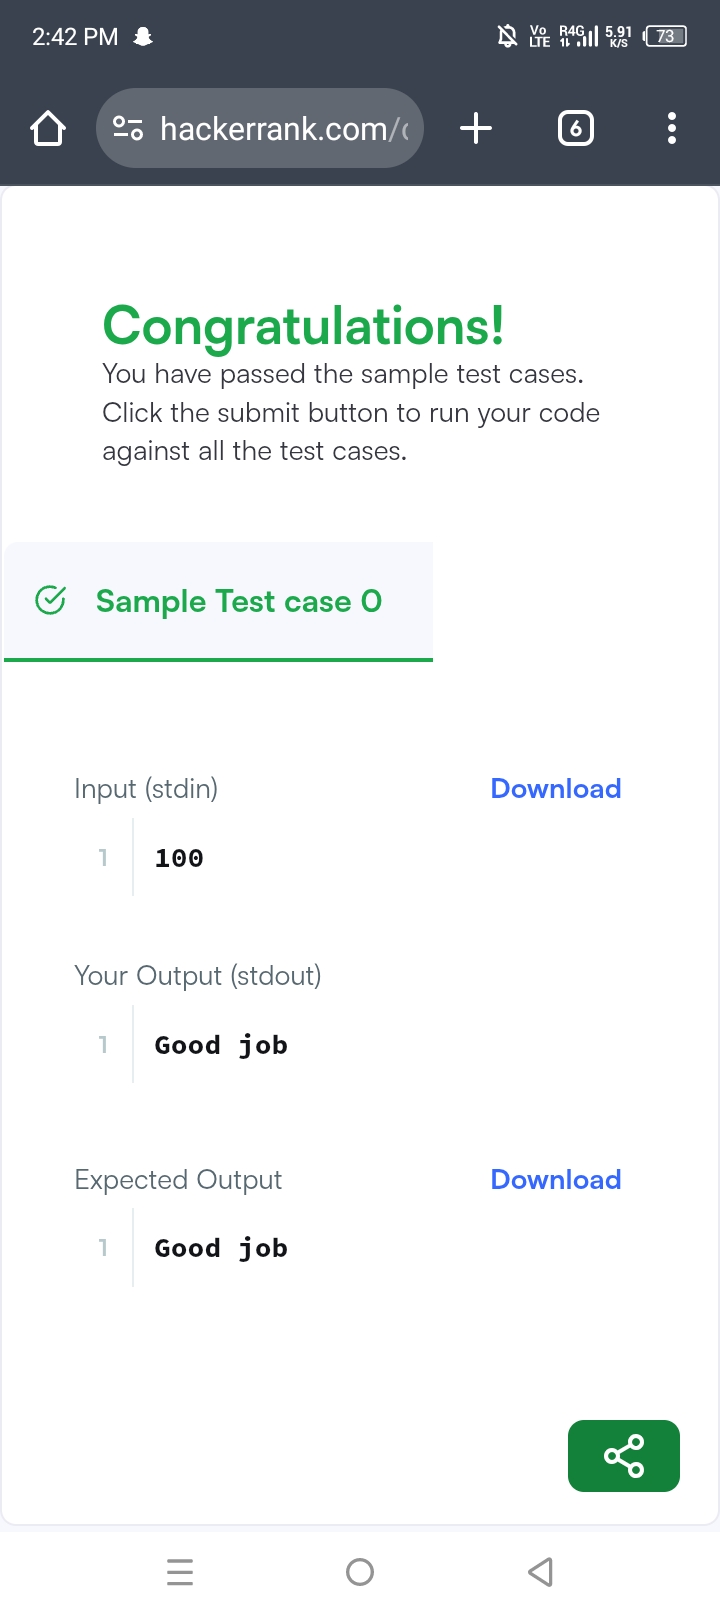 2:42 PM
Vo LTE R4G 5.91 K/S 73
hackerrank.com/
6
Congratulations!
You have passed the sample test cases.
Click the submit button to run your code
against all the test cases.
Sample Test case 0
Input (stdin) Download
1 100
Your Output (stdout)
1 Good job
Expected Output Download
1 Good job